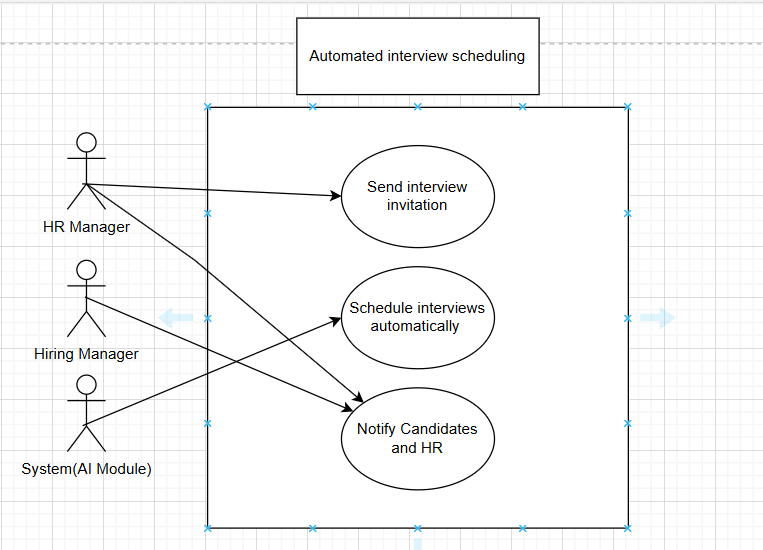 Automated interview scheduling
Send interview
invitation
HR Manager
Schedule interviews
automatically
Hiring Manager
Notify Candidates
and HR
System(AI Module)